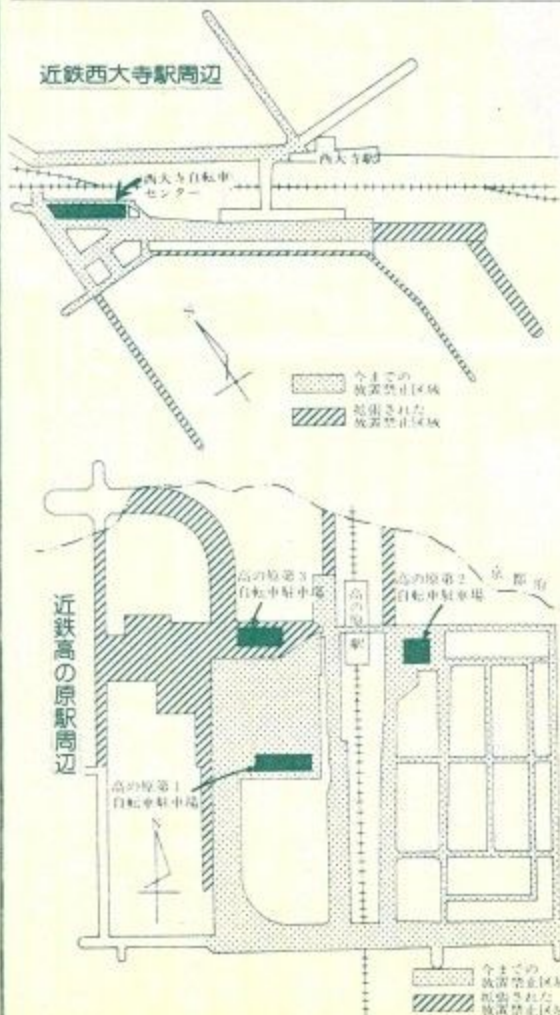 近鉄西大寺駅周辺
西大寺駅
西大寺自転車
センター
N
今までの
放置禁止区域
拡張された
放置禁止区域
近鉄高の原駅周辺
高の原第3
自転車駐車場
高の原駅
高の原第2
自転車駐車場
京都府
高の原第1
自転車駐車場
N
今までの
放置禁止区域
拡張された
放置禁止区域